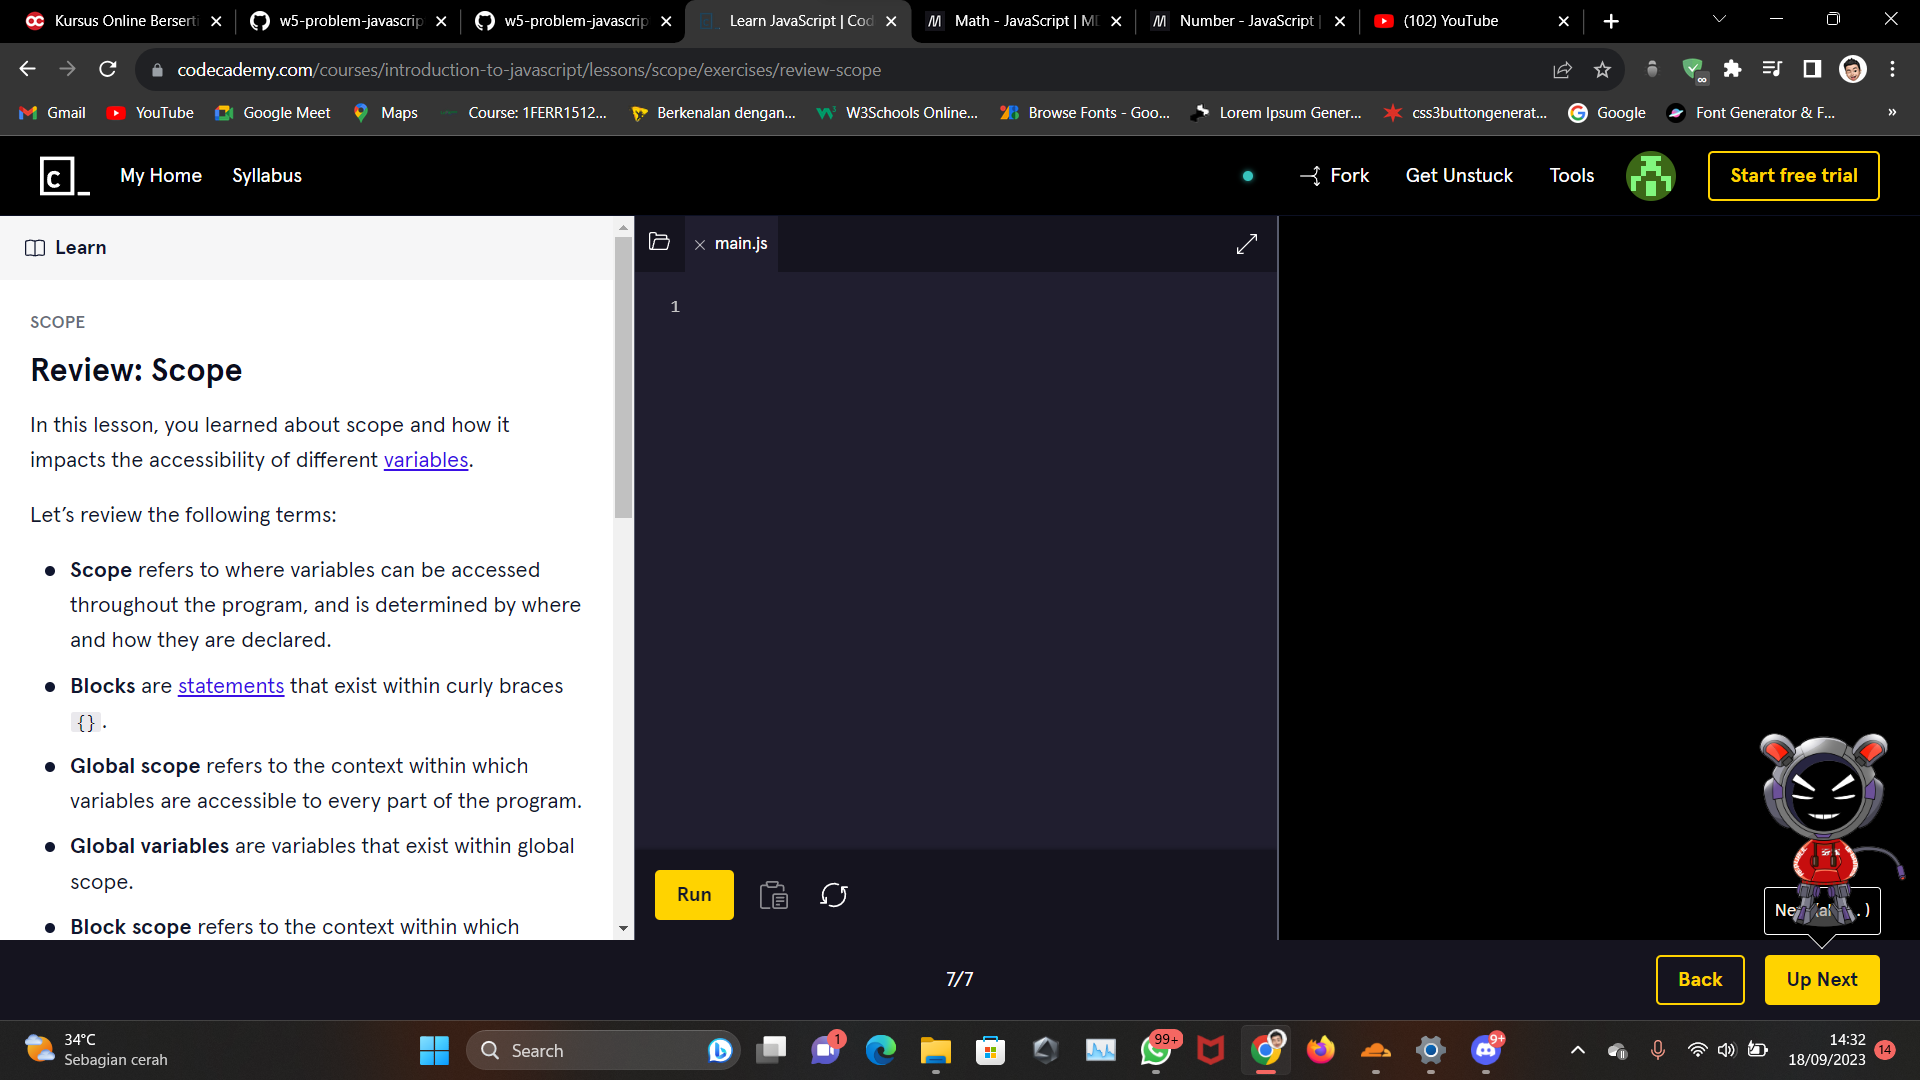 Kursus Online Berserti
w5-problem-javascrip
w5-problem-javascrip
Learn JavaScript | Cod
Math - JavaScript | MD
Number - JavaScript |
(102) YouTube
codecademy.com/courses/introduction-to-javascript/lessons/scope/exercises/review-scope
Gmail
YouTube
Google Meet
Maps
Course: 1FERR1512...
Berkenalan dengan...
W3Schools Online...
Browse Fonts - Goo...
Lorem Ipsum Gener...
css3buttongenerat...
Google
Font Generator & F...
»
My Home
Syllabus
Fork
Get Unstuck
Tools
Start free trial
Learn
main.js
1
SCOPE
Review: Scope
In this lesson, you learned about scope and how it
impacts the accessibility of different variables.
Let’s review the following terms:
Scope refers to where variables can be accessed
throughout the program, and is determined by where
and how they are declared.
Blocks are statements that exist within curly braces
{}.
Global scope refers to the context within which
variables are accessible to every part of the program.
Global variables are variables that exist within global
scope.
Block scope refers to the context within which
Run
7/7
Back
Up Next
34°C
Sebagian cerah
Search
1
99+
9+
14:32
18/09/2023
14